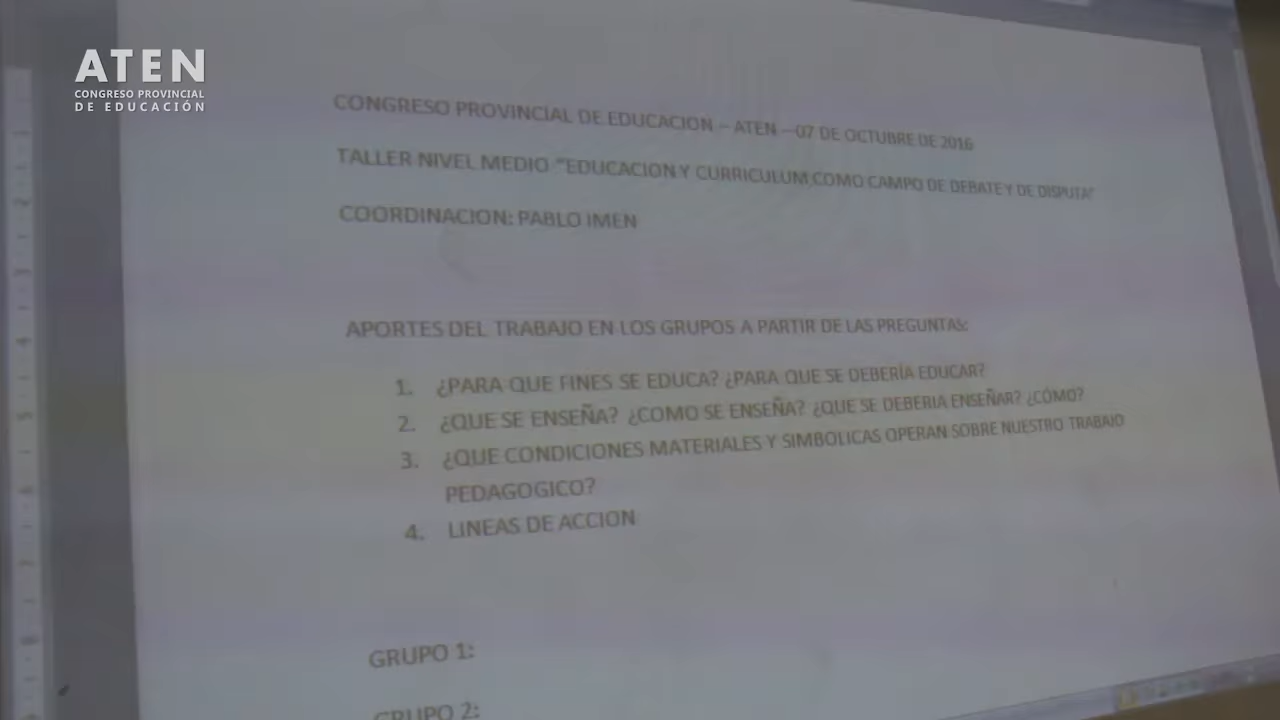 ATEN
CONGRESO PROVINCIAL
DE EDUCACIÓN
CONGRESO PROVINCIAL DE EDUCACION – ATEN – 07 DE OCTUBRE DE 2016
TALLER NIVEL MEDIO "EDUCACION Y CURRICULUM COMO CAMPO DE DEBATE Y DE DISPUTA"
COORDINACION: PABLO IMEN
APORTES DEL TRABAJO EN LOS GRUPOS A PARTIR DE LAS PREGUNTAS:
1. ¿PARA QUE FINES SE EDUCA? ¿PARA QUE SE DEBERÍA EDUCAR?
2. ¿QUE SE ENSEÑA? ¿COMO SE ENSEÑA? ¿QUE SE DEBERIA ENSEÑAR? ¿CÓMO?
3. ¿QUE CONDICIONES MATERIALES Y SIMBOLICAS OPERAN SOBRE NUESTRO TRABAJO
PEDAGOGICO?
4. LINEAS DE ACCION
GRUPO 1:
GRUPO 2: